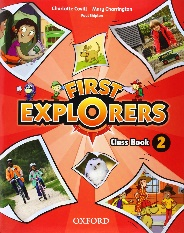 Charlotte Covill   Mary Charrington
Paul Shipton
FIRST
EXPLORERS
Class Book 2
OXFORD